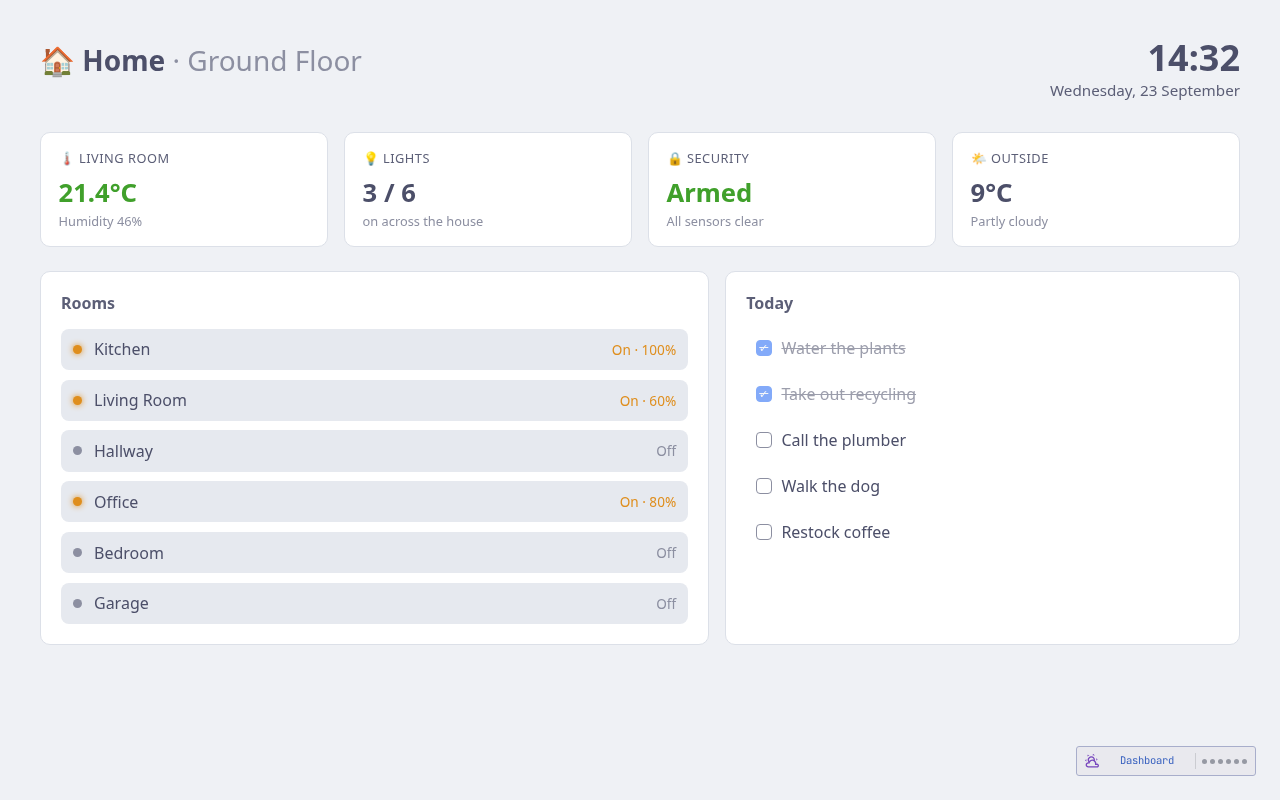 Home · Ground Floor
14:32
Wednesday, 23 September
LIVING ROOM
21.4°C
Humidity 46%
LIGHTS
3 / 6
on across the house
SECURITY
Armed
All sensors clear
OUTSIDE
9°C
Partly cloudy
Rooms
Kitchen On · 100%
Living Room On · 60%
Hallway Off
Office On · 80%
Bedroom Off
Garage Off
Today
Water the plants
Take out recycling
Call the plumber
Walk the dog
Restock coffee
Dashboard